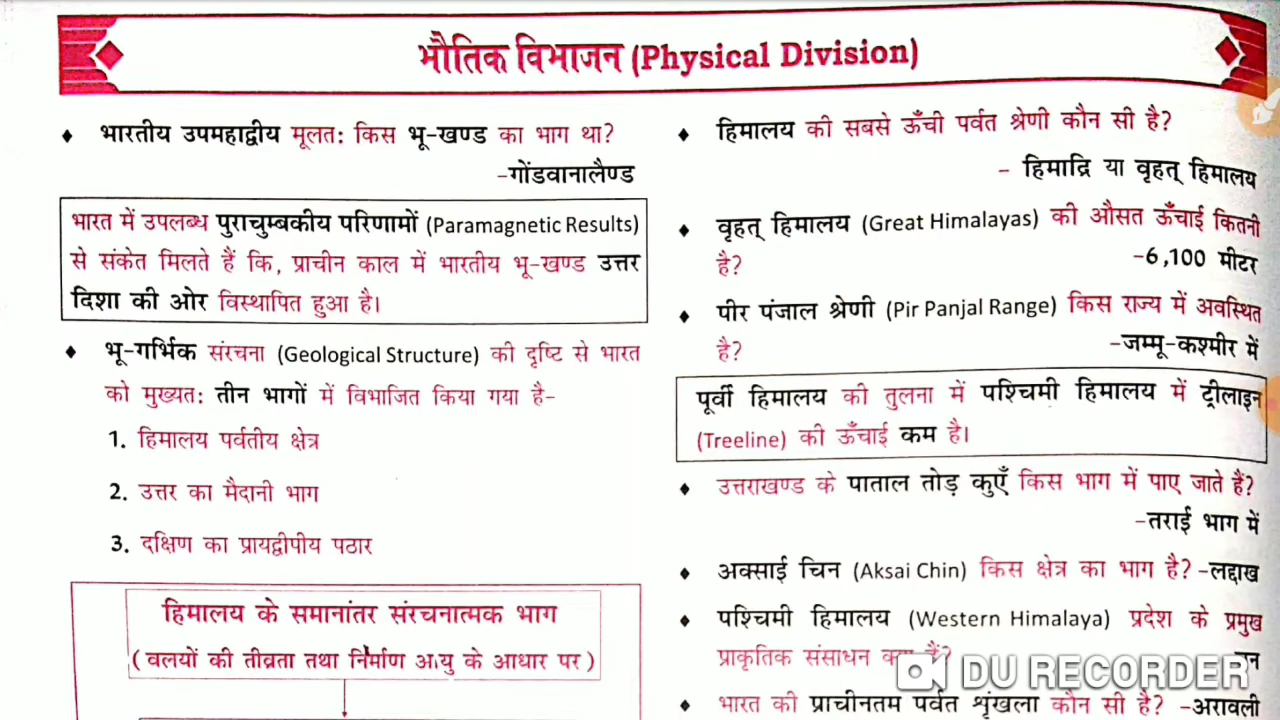 भौतिक विभाजन (Physical Division)
♦ भारतीय उपमहाद्वीय मूलतः किस भू-खण्ड का भाग था?
-गोंडवानालैण्ड
भारत में उपलब्ध पुराचुम्बकीय परिणामों (Paramagnetic Results)
से संकेत मिलते हैं कि, प्राचीन काल में भारतीय भू-खण्ड उत्तर
दिशा की ओर विस्थापित हुआ है।
♦ भू-गर्भिक संरचना (Geological Structure) की दृष्टि से भारत
को मुख्यतः तीन भागों में विभाजित किया गया है-
1. हिमालय पर्वतीय क्षेत्र
2. उत्तर का मैदानी भाग
3. दक्षिण का प्रायद्वीपीय पठार
हिमालय के समानांतर संरचनात्मक भाग
(वलयों की तीव्रता तथा निर्माण आयु के आधार पर)
♦ हिमालय की सबसे ऊँची पर्वत श्रेणी कौन सी है?
- हिमाद्रि या वृहत् हिमालय
♦ वृहत् हिमालय (Great Himalayas) की औसत ऊँचाई कितनी
है? -6,100 मीटर
♦ पीर पंजाल श्रेणी (Pir Panjal Range) किस राज्य में अवस्थित
है? -जम्मू-कश्मीर में
पूर्वी हिमालय की तुलना में पश्चिमी हिमालय में ट्रीलाइन
(Treeline) की ऊँचाई कम है।
♦ उत्तराखण्ड के पाताल तोड़ कुएँ किस भाग में पाए जाते हैं?
-तराई भाग में
♦ अक्साई चिन (Aksai Chin) किस क्षेत्र का भाग है? -लद्दाख
♦ पश्चिमी हिमालय (Western Himalaya) प्रदेश के प्रमुख
प्राकृतिक संसाधन
DU RECORDER
♦ भारत की प्राचीनतम पर्वत शृंखला कौन सी है? -अरावली